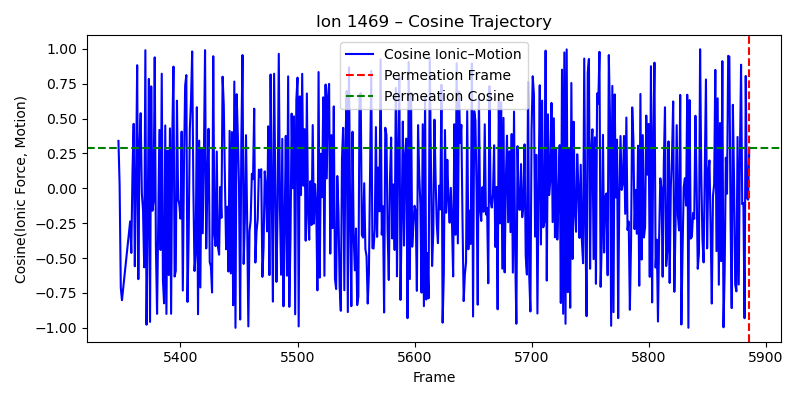 Ion 1469 – Cosine Trajectory
Cosine(Ionic Force, Motion)
1.00
0.75
0.50
0.25
0.00
−0.25
−0.50
−0.75
−1.00
Cosine Ionic–Motion
Permeation Frame
Permeation Cosine
5400
5500
5600
5700
5800
5900
Frame